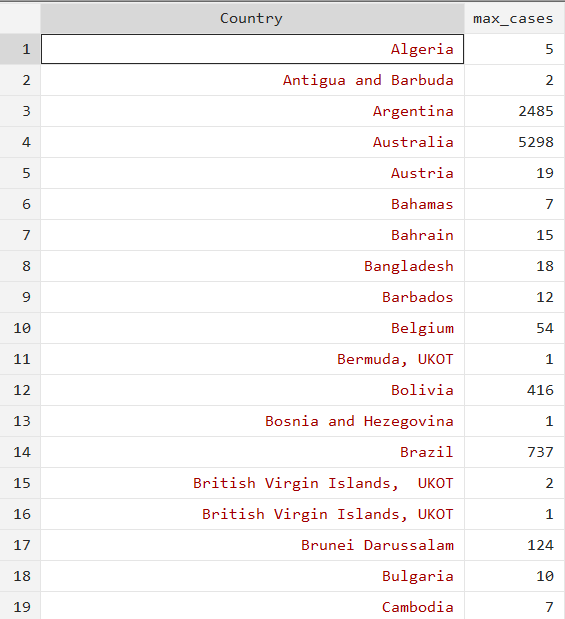 Country max_cases
1 Algeria 5
2 Antigua and Barbuda 2
3 Argentina 2485
4 Australia 5298
5 Austria 19
6 Bahamas 7
7 Bahrain 15
8 Bangladesh 18
9 Barbados 12
10 Belgium 54
11 Bermuda, UKOT 1
12 Bolivia 416
13 Bosnia and Hezegovina 1
14 Brazil 737
15 British Virgin Islands,  UKOT 2
16 British Virgin Islands, UKOT 1
17 Brunei Darussalam 124
18 Bulgaria 10
19 Cambodia 7